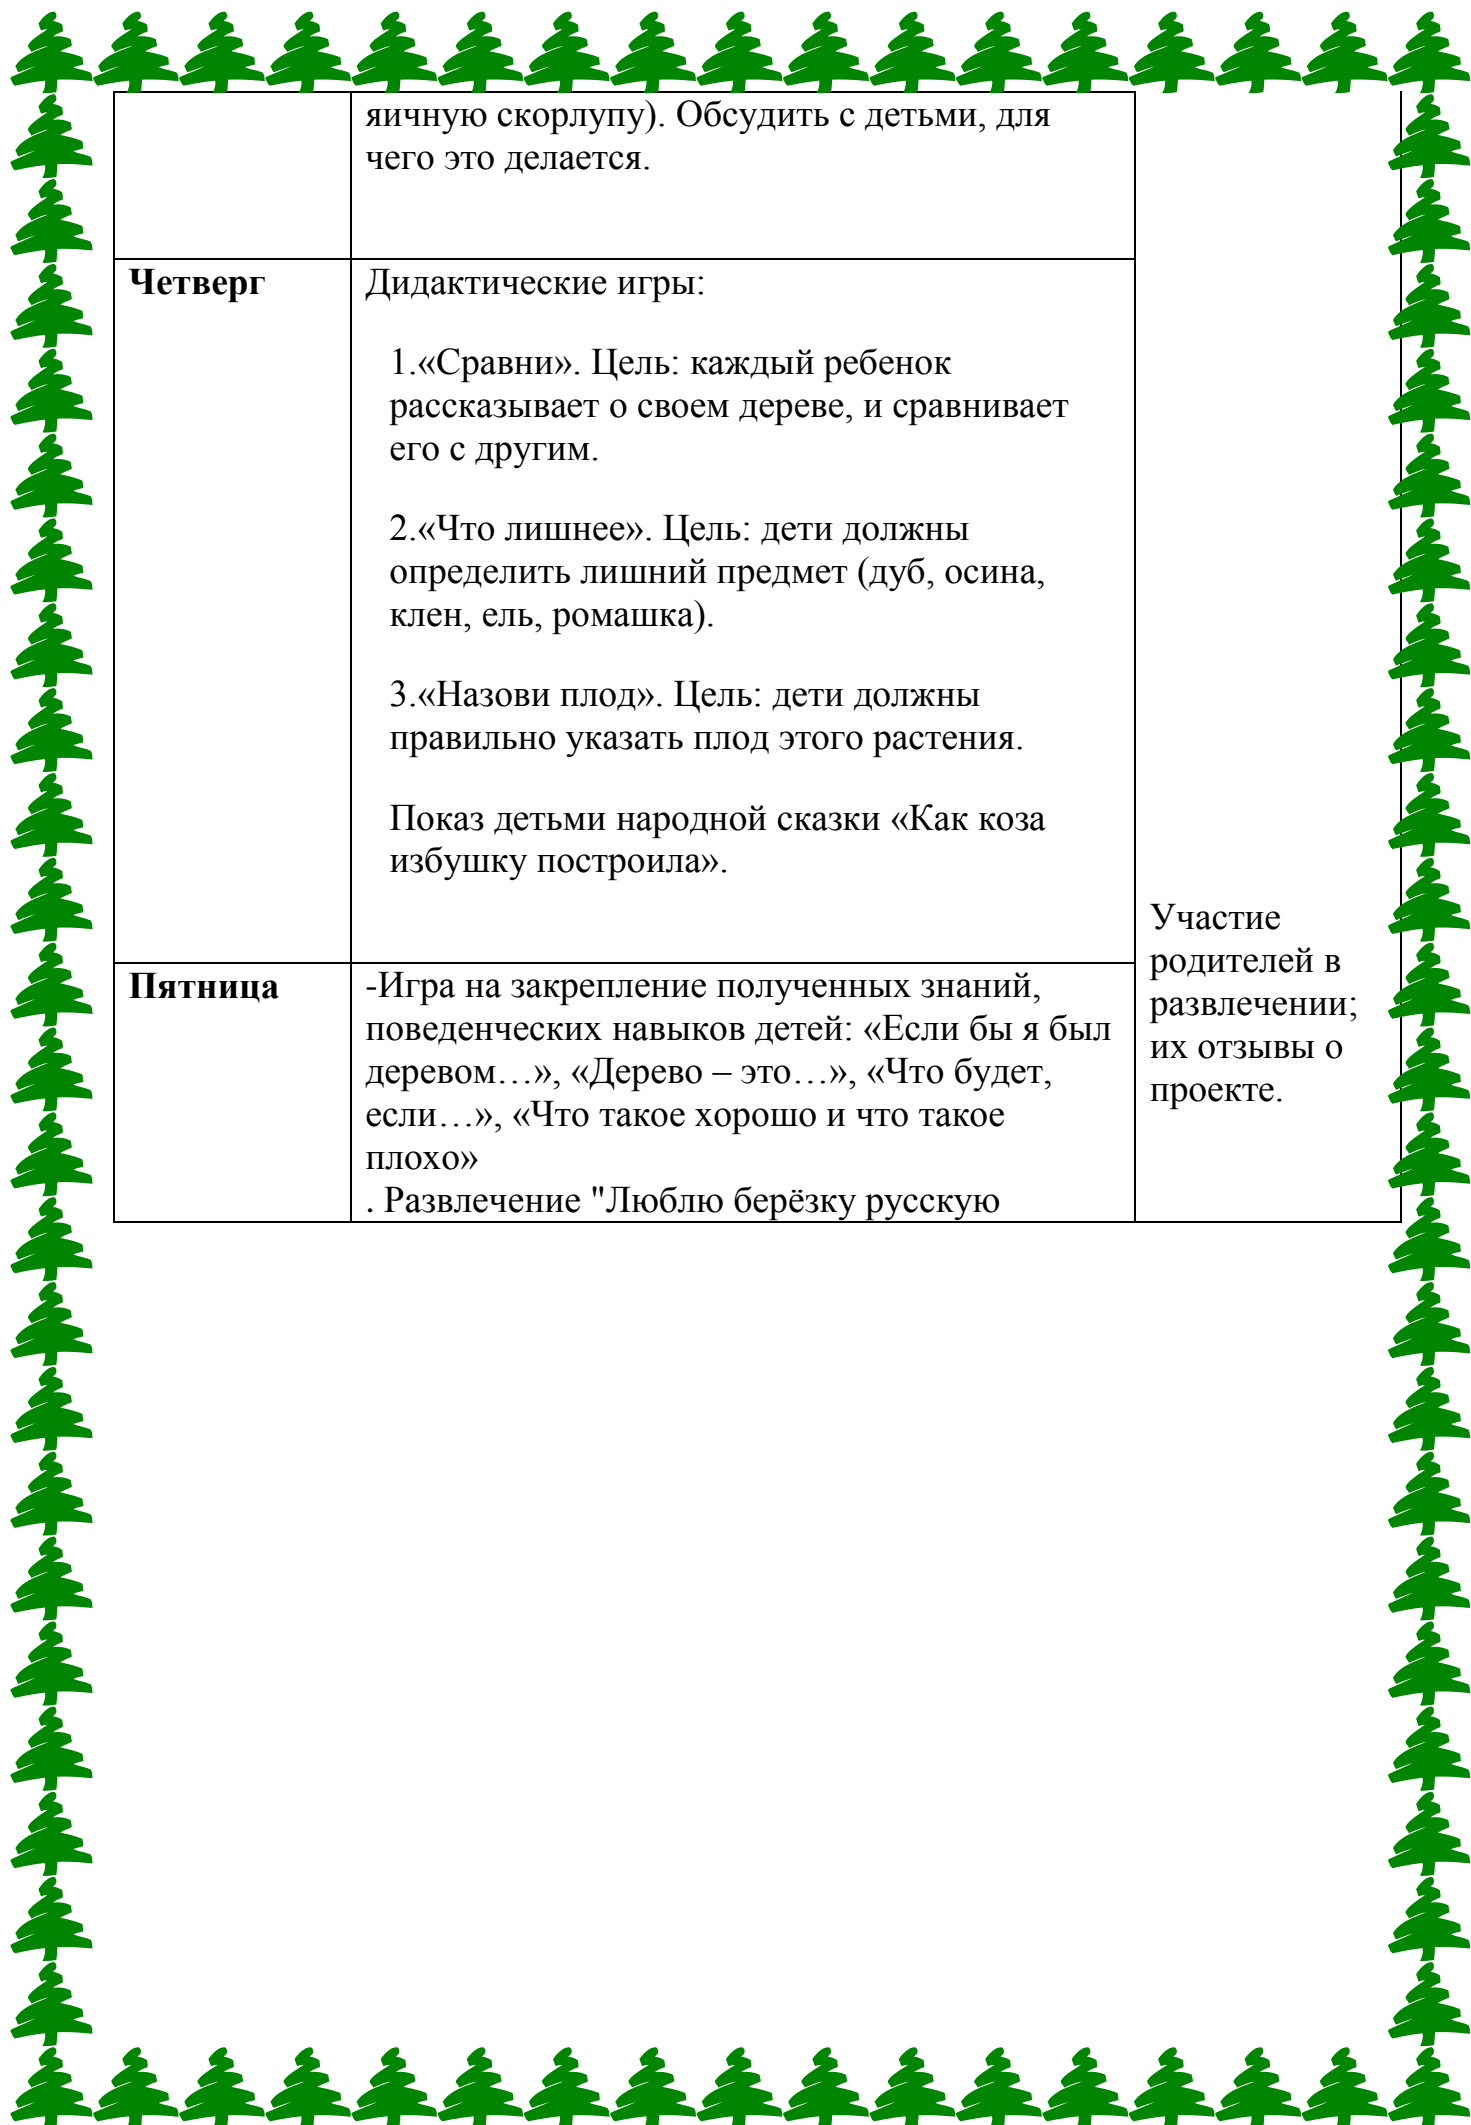 яичную скорлупу). Обсудить с детьми, для
чего это делается.
Четверг
Дидактические игры:
1.«Сравни». Цель: каждый ребенок
рассказывает о своем дереве, и сравнивает
его с другим.
2.«Что лишнее». Цель: дети должны
определить лишний предмет (дуб, осина,
клен, ель, ромашка).
3.«Назови плод». Цель: дети должны
правильно указать плод этого растения.
Показ детьми народной сказки «Как коза
избушку построила».
Пятница
-Игра на закрепление полученных знаний,
поведенческих навыков детей: «Если бы я был
деревом…», «Дерево – это…», «Что будет,
если…», «Что такое хорошо и что такое
плохо»
. Развлечение "Люблю берёзку русскую
Участие
родителей в
развлечении;
их отзывы о
проекте.